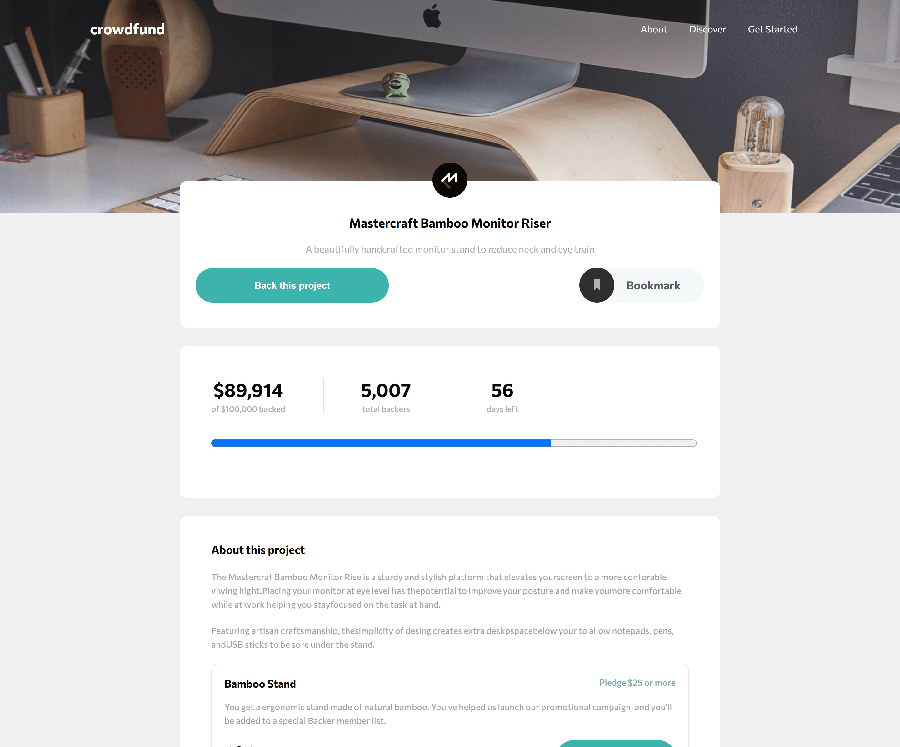 crowdfund
About Discover Get Started
Mastercraft Bamboo Monitor Riser
A beautifully handcrafted monitor stand to reduce neck and eye train
Back this project
Bookmark
$89,914 5,007 56
of $100,000 backed total backers days left
About this project
The Mastercraft Bamboo Monitor Rise is a sturdy and stylish platform that elevates yourscreen to a more conforable
viwing hight.Placing your monitor at eye level has thepotential to improve your posture and make youmore comfortable
while at work helping you stayfocused on the task at hand.
Featuring artisan craftsmanship, thesimplicity of desing creates extra deskpspacebelow your to allow notepads, pens,
andUSB sticks to be sore under the stand.
Bamboo Stand Pledge $25 or more
You get a ergonomic stand made of natural bamboo. You've helped us launch our promotional campaign, and you'll
be added to a special Backer member list.